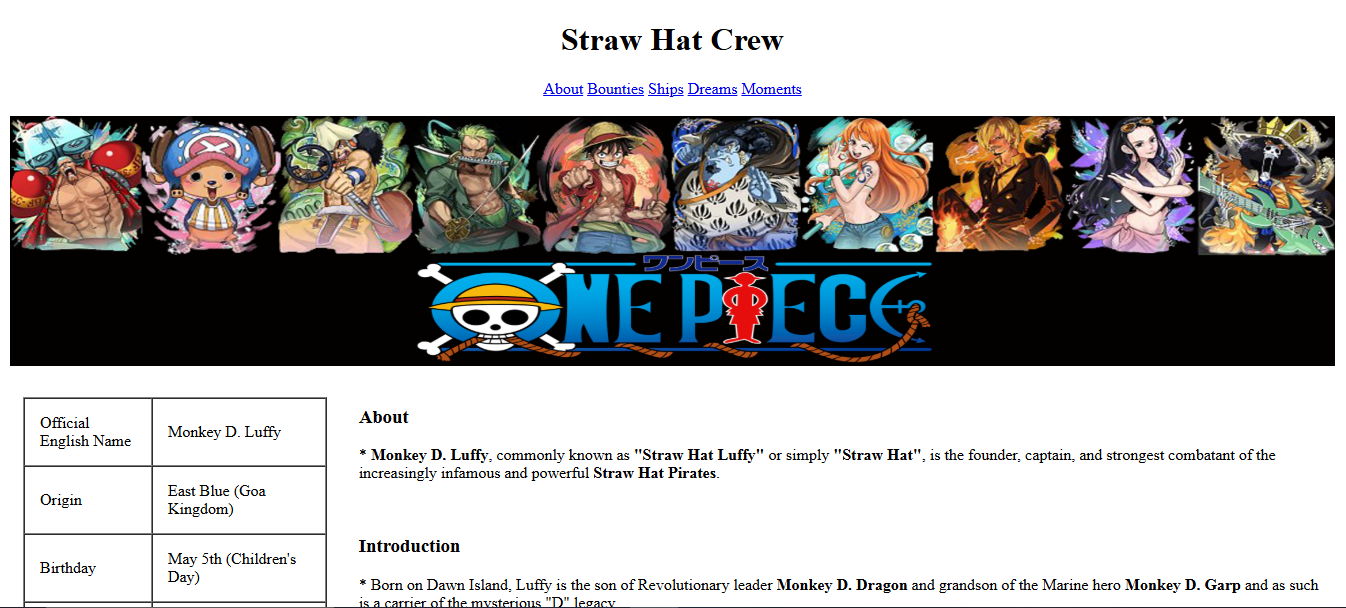 Straw Hat Crew
About Bounties Ships Dreams Moments
ワンピース
ONE PIECE
Official
English Name
Monkey D. Luffy
Origin
East Blue (Goa
Kingdom)
Birthday
May 5th (Children's
Day)
About
* Monkey D. Luffy, commonly known as "Straw Hat Luffy" or simply "Straw Hat", is the founder, captain, and strongest combatant of the
increasingly infamous and powerful Straw Hat Pirates.
Introduction
* Born on Dawn Island, Luffy is the son of Revolutionary leader Monkey D. Dragon and grandson of the Marine hero Monkey D. Garp and as such
is a carrier of the mysterious "D" legacy.